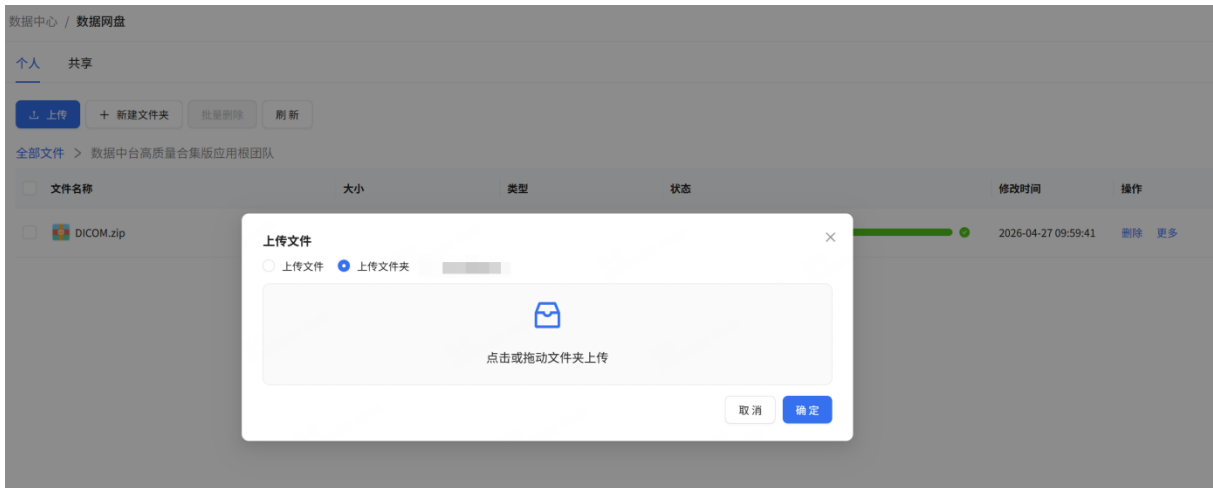 数据中心 / 数据网盘
个人 共享
上传 + 新建文件夹 批量删除 刷新
全部文件 > 数据中台高质量合集版应用根团队
文件名称 大小 类型 状态 修改时间 操作
DICOM.zip 2026-04-27 09:59:41 删除 更多
上传文件
上传文件 上传文件夹
点击或拖动文件夹上传
取消 确定